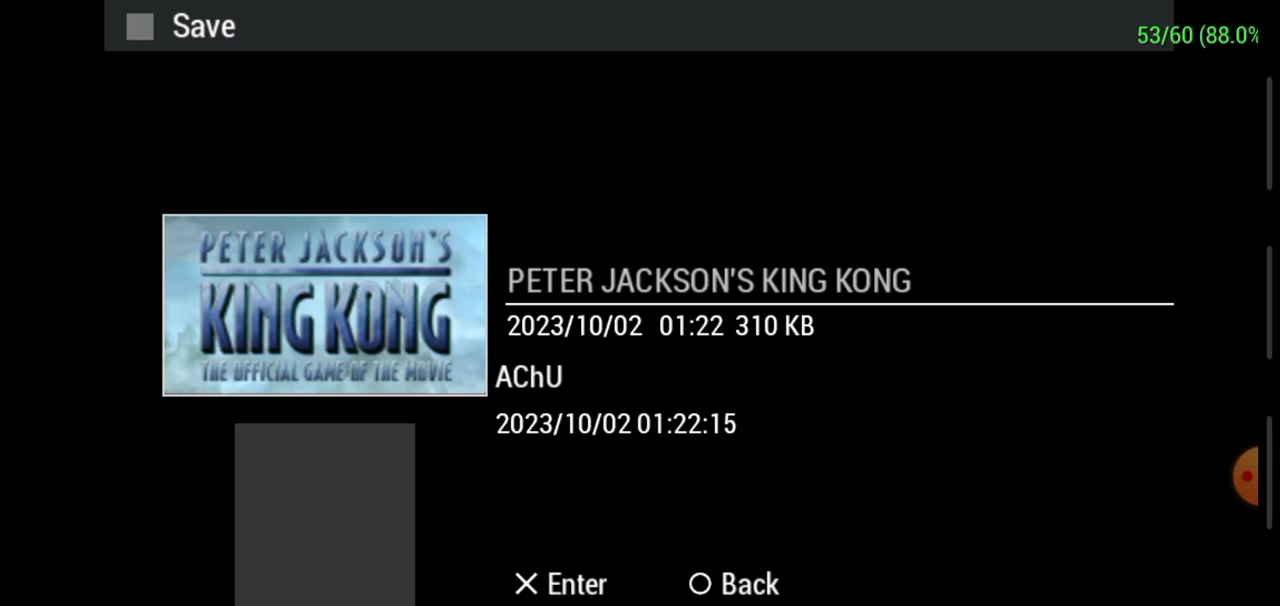 Save
53/60 (88.0%
PETER JACKSON'S
KING KONG
THE OFFICIAL GAME OF THE MOVIE
PETER JACKSON'S KING KONG
2023/10/02 01:22 310 KB
AChU
2023/10/02 01:22:15
Enter
Back